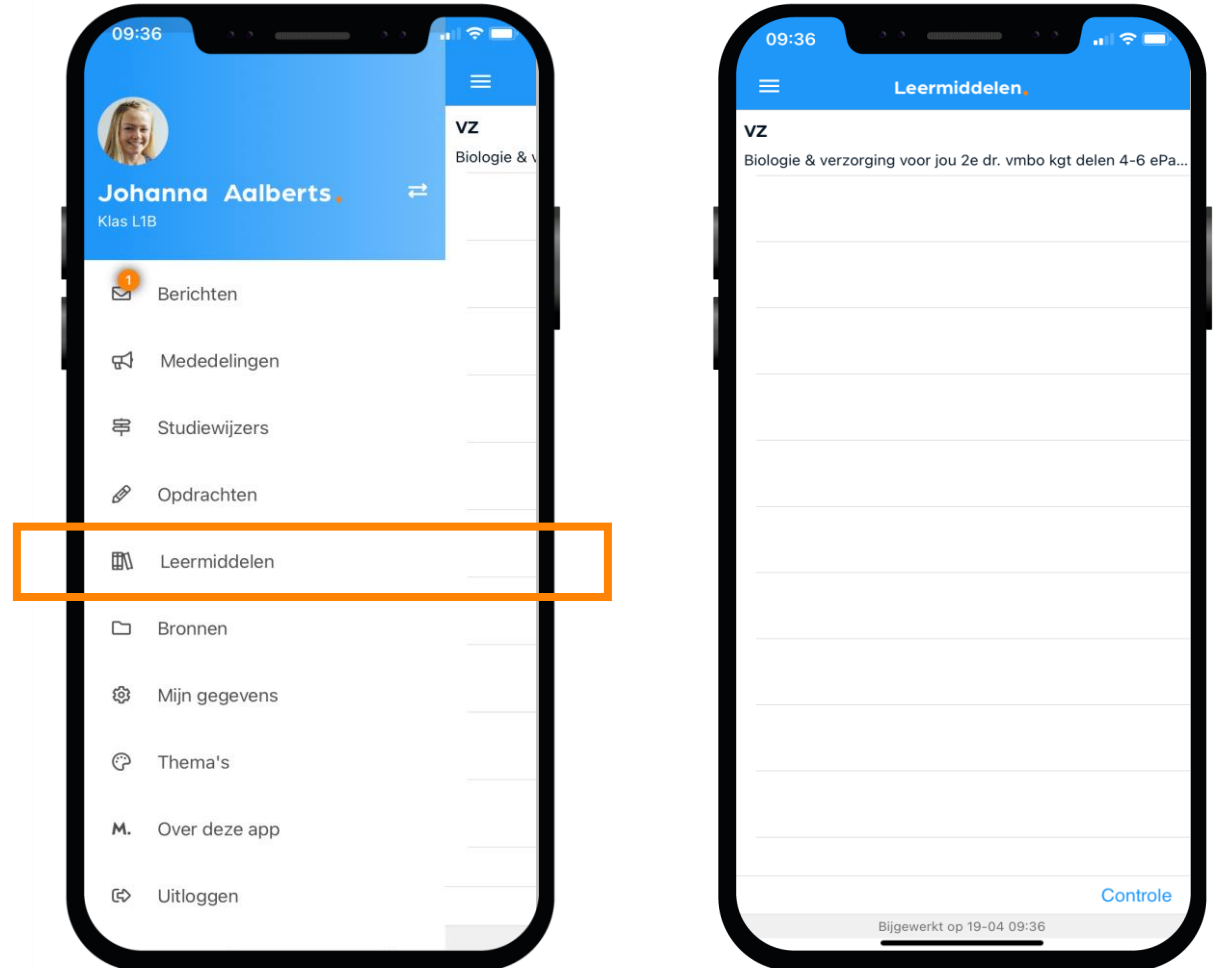 09:36
VZ
Biologie & v
Johanna Aalberts.
Klas L1B
1
Berichten
Mededelingen
Studiewijzers
Opdrachten
Leermiddelen
Bronnen
Mijn gegevens
Thema's
M. Over deze app
Uitloggen
09:36
Leermiddelen.
VZ
Biologie & verzorging voor jou 2e dr. vmbo kgt delen 4-6 ePa...
Controle
Bijgewerkt op 19-04 09:36